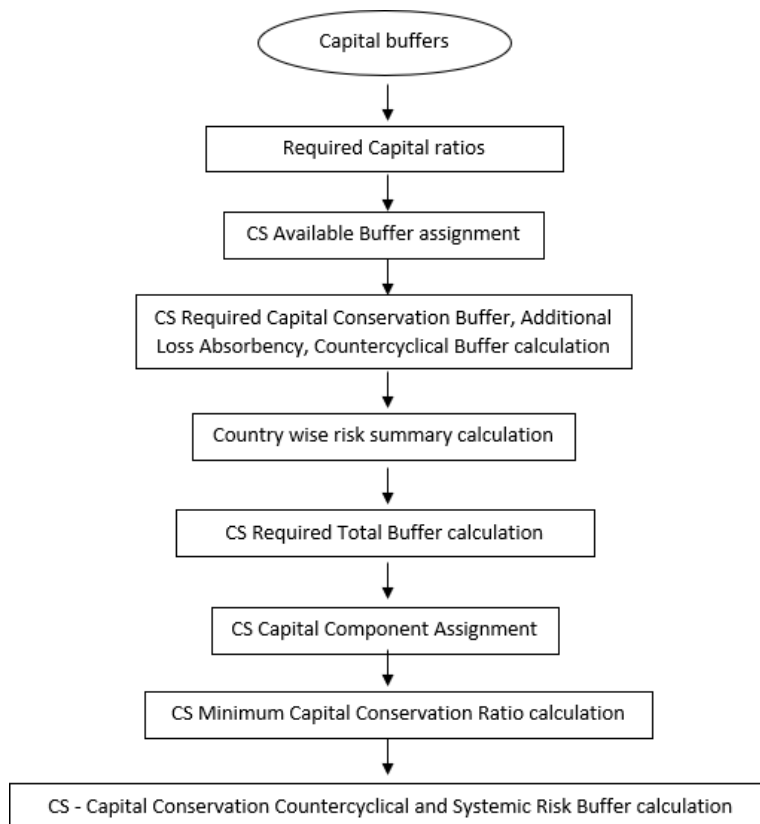 Capital buffers
Required Capital ratios
CS Available Buffer assignment
CS Required Capital Conservation Buffer, Additional
Loss Absorbency, Countercyclical Buffer calculation
Country wise risk summary calculation
CS Required Total Buffer calculation
CS Capital Component Assignment
CS Minimum Capital Conservation Ratio calculation
CS - Capital Conservation Countercyclical and Systemic Risk Buffer calculation